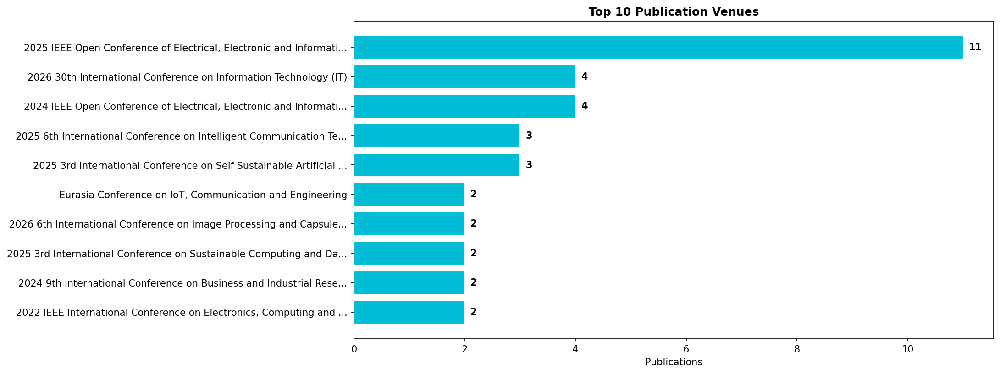 Top 10 Publication Venues
2025 IEEE Open Conference of Electrical, Electronic and Informati... 11
2026 30th International Conference on Information Technology (IT) 4
2024 IEEE Open Conference of Electrical, Electronic and Informati... 4
2025 6th International Conference on Intelligent Communication Te... 3
2025 3rd International Conference on Self Sustainable Artificial ... 3
Eurasia Conference on IoT, Communication and Engineering 2
2026 6th International Conference on Image Processing and Capsule... 2
2025 3rd International Conference on Sustainable Computing and Da... 2
2024 9th International Conference on Business and Industrial Rese... 2
2022 IEEE International Conference on Electronics, Computing and ... 2
0 2 4 6 8 10
Publications